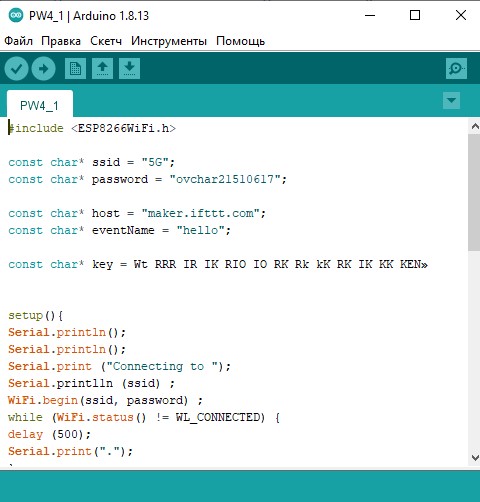 PW4_1 | Arduino 1.8.13
Файл Правка Скетч Инструменты Помощь
PW4_1
#include <ESP8266WiFi.h>
const char* ssid = "5G";
const char* password = "ovchar21510617";
const char* host = "maker.ifttt.com";
const char* eventName = "hello";
const char* key = Wt RRR IR IK RIO IO RK Rk kK RK IK KK KEN»
setup(){
Serial.println();
Serial.println();
Serial.print ("Connecting to ");
Serial.printlln (ssid) ;
WiFi.begin(ssid, password) ;
while (WiFi.status() != WL_CONNECTED) {
delay (500);
Serial.print(".");